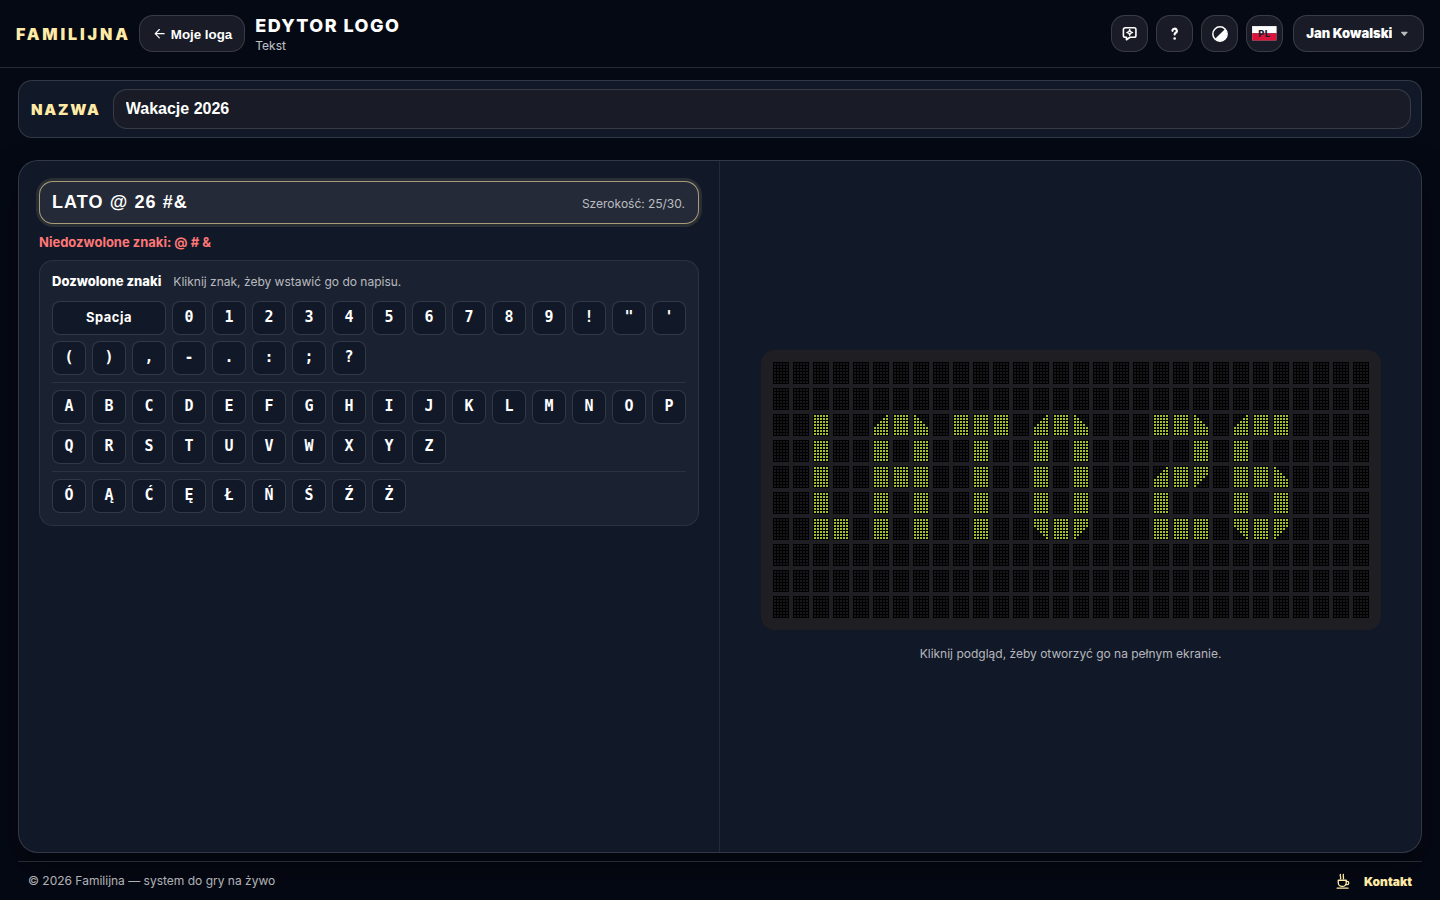 FAMILIJNA
← Moje loga
EDYTOR LOGO
Tekst
?
PL
Jan Kowalski
NAZWA
Wakacje 2026
LATO @ 26 #&
Szerokość: 25/30.
Niedozwolone znaki: @ # &
Dozwolone znaki Kliknij znak, żeby wstawić go do napisu.
Spacja 0 1 2 3 4 5 6 7 8 9 ! " '
( ) , - . : ; ?
A B C D E F G H I J K L M N O P
Q R S T U V W X Y Z
Ó Ą Ć Ę Ł Ń Ś Ź Ż
LATO 26
Kliknij podgląd, żeby otworzyć go na pełnym ekranie.
© 2026 Familijna — system do gry na żywo
Kontakt